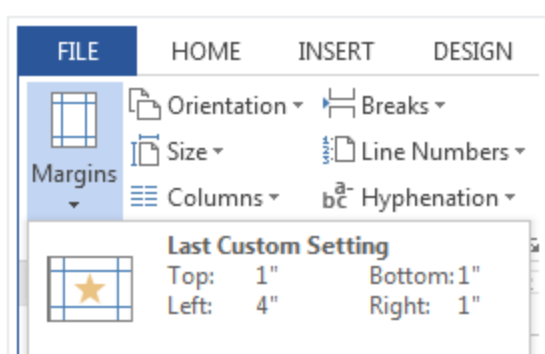 FILE HOME INSERT DESIGN
Orientation Breaks
Size Line Numbers
Margins
Columns Hyphenation
Last Custom Setting
Top: 1" Bottom: 1"
Left: 4" Right: 1"